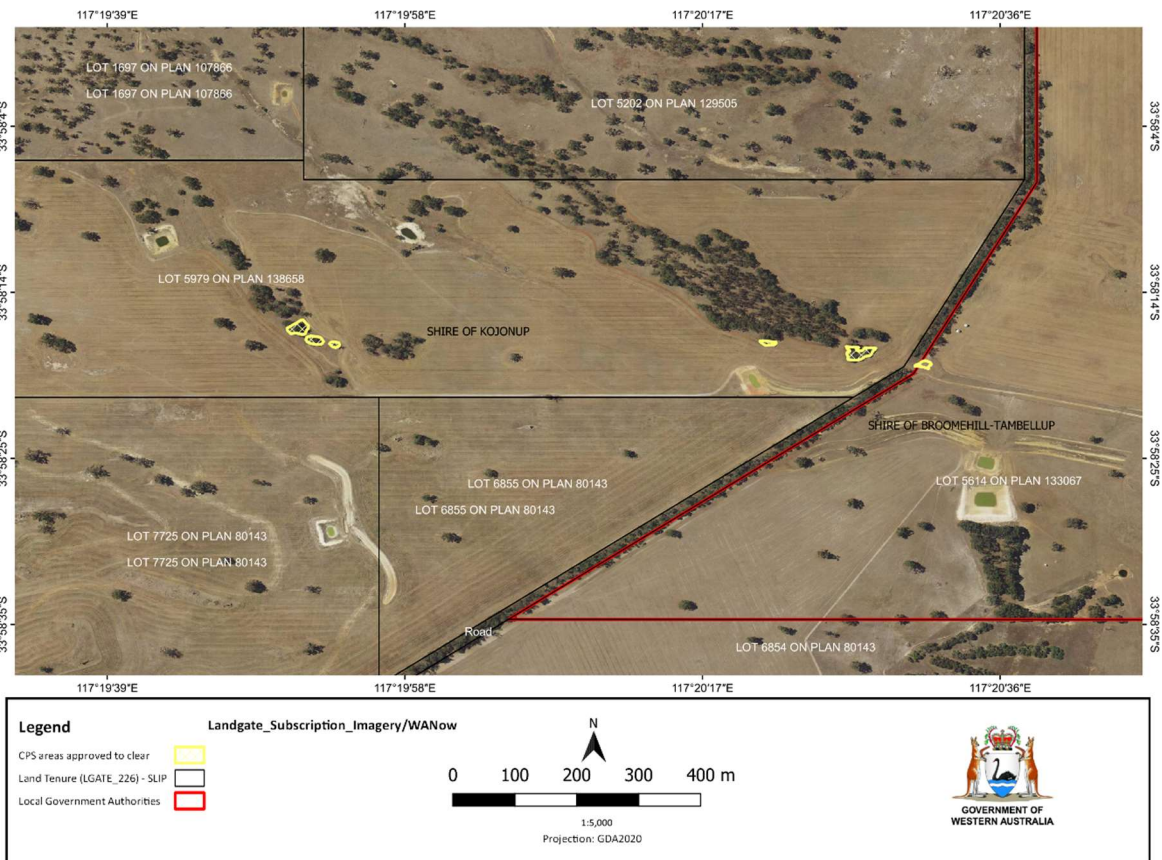 117°19'39"E 117°19'58"E 117°20'17"E 117°20'36"E
LOT 1697 ON PLAN 107866
LOT 1697 ON PLAN 107866
LOT 5202 ON PLAN 129505
33°58'4"S
33°58'4"S
33°58'14"S
33°58'14"S
LOT 5979 ON PLAN 138658
SHIRE OF KOJONUP
SHIRE OF BROOMEHILL-TAMBELLUP
33°58'25"S
33°58'25"S
LOT 6855 ON PLAN 80143
LOT 5614 ON PLAN 133067
LOT 6855 ON PLAN 80143
LOT 7725 ON PLAN 80143
LOT 7725 ON PLAN 80143
33°58'35"S
33°58'35"S
Road
LOT 6854 ON PLAN 80143
117°19'39"E 117°19'58"E 117°20'17"E 117°20'36"E
Legend
Landgate_Subscription_Imagery/WANow
CPS areas approved to clear
Land Tenure (LGATE_226) - SLIP
Local Government Authorities
N
0 100 200 300 400 m
1:5,000
Projection: GDA2020
GOVERNMENT OF
WESTERN AUSTRALIA